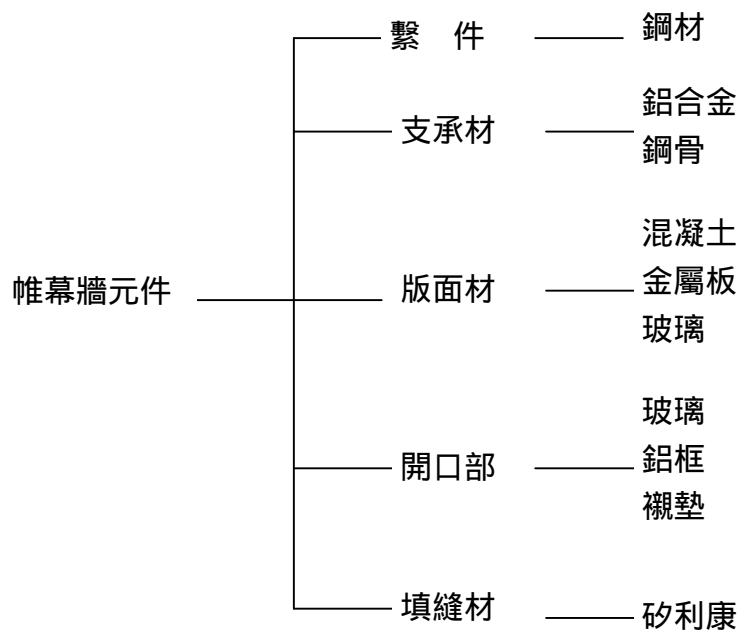 繫 件
鋼材
支承材
鋁合金
鋼骨
帷幕牆元件
版面材
混凝土
金屬板
玻璃
開口部
玻璃
鋁框
襯墊
填縫材
矽利康